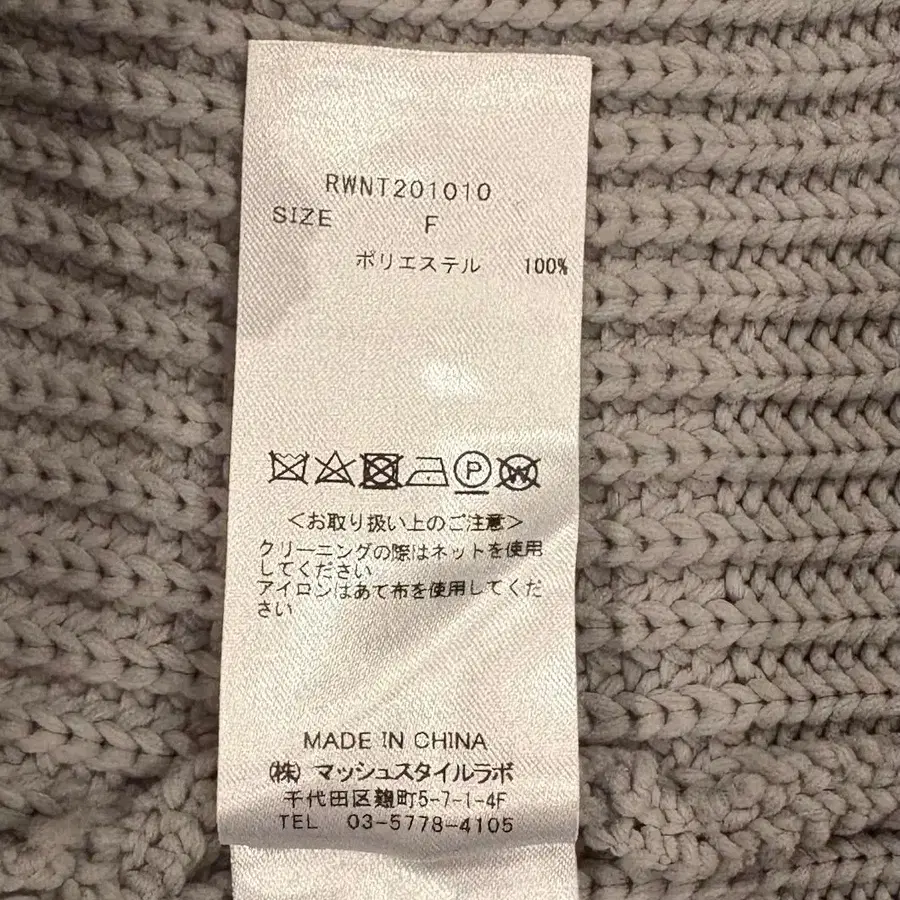 RWNT201010
SIZE F
ポリエステル 100%
P W
<お取り扱い上のご注意>
クリーニングの際はネットを使用
してください
アイロンはあて布を使用してくだ
さい
MADE IN CHINA
(株) マッシュスタイルラボ
千代田区麹町5-7-1-4F
TEL 03-5778-4105